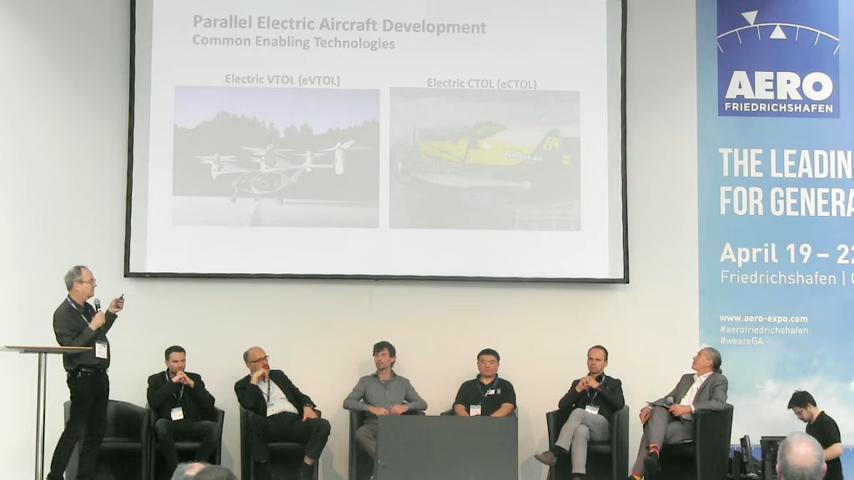 Parallel Electric Aircraft Development
Common Enabling Technologies
Electric VTOL (eVTOL)
Electric CTOL (eCTOL)
AERO
FRIEDRICHSHAFEN
THE LEADIN
FOR GENERA
April 19 – 22
Friedrichshafen |
www.aero-expo.com
#aerofriedrichshafen
#weareGA